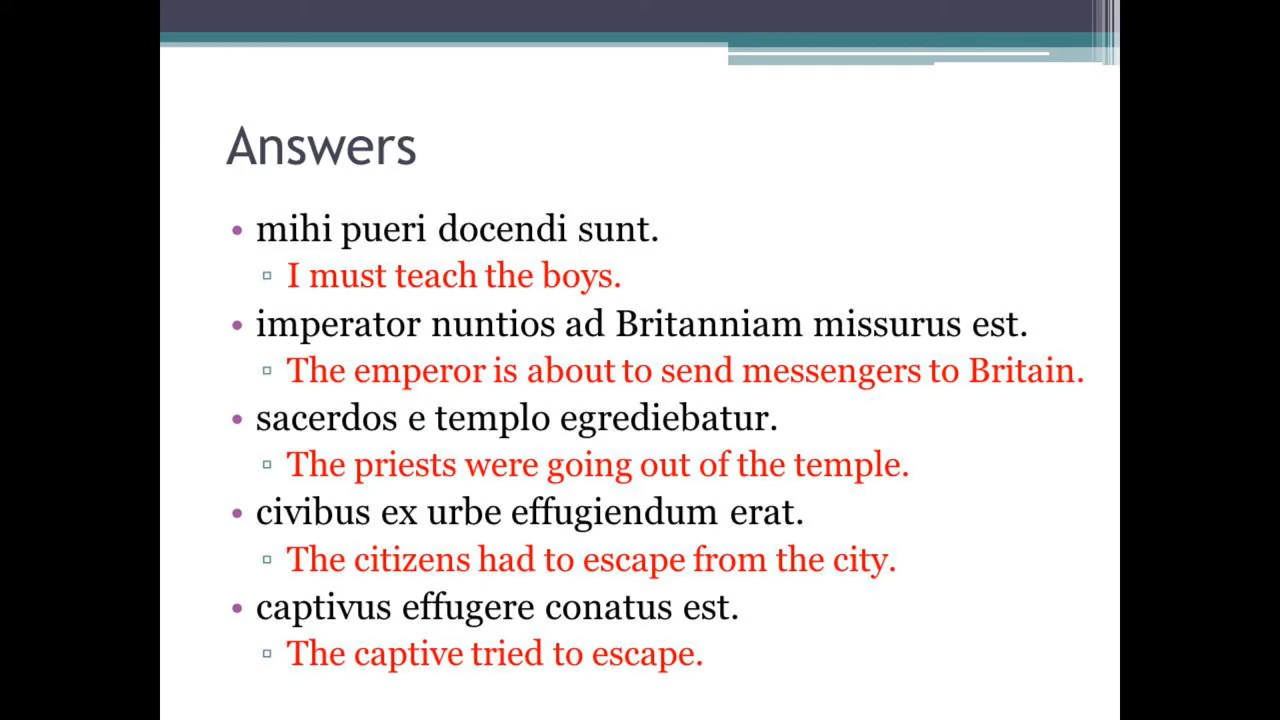 Answers
• mihi pueri docendi sunt.
▫ I must teach the boys.
• imperator nuntios ad Britanniam missurus est.
▫ The emperor is about to send messengers to Britain.
• sacerdos e templo egrediebatur.
▫ The priests were going out of the temple.
• civibus ex urbe effugiendum erat.
▫ The citizens had to escape from the city.
• captivus effugere conatus est.
▫ The captive tried to escape.